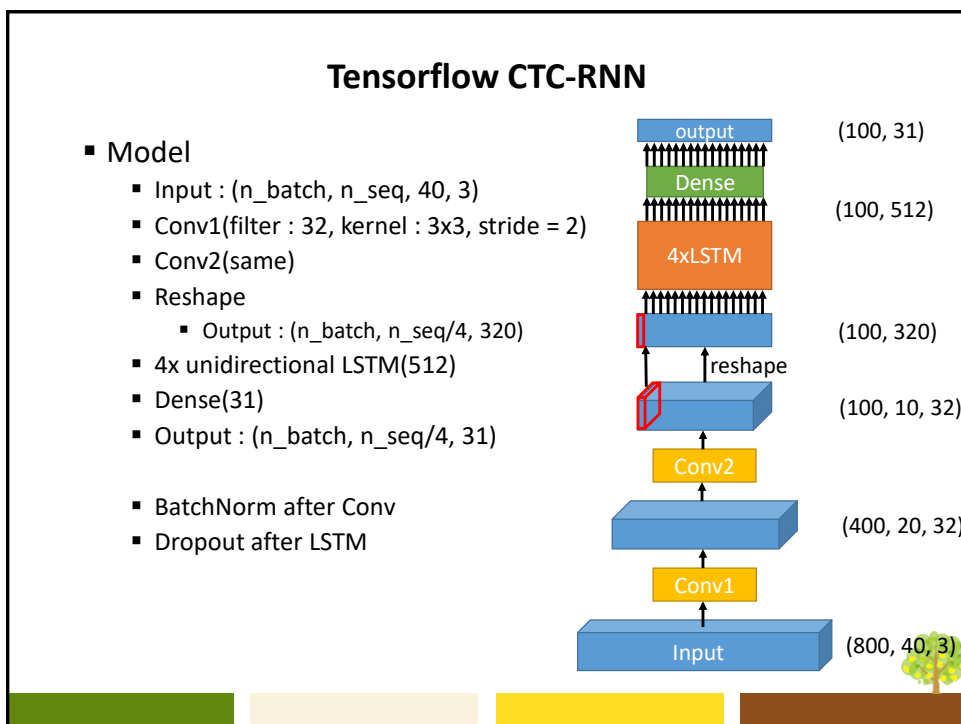 Tensorflow CTC-RNN
▪ Model
▪ Input : (n_batch, n_seq, 40, 3)
▪ Conv1(filter : 32, kernel : 3x3, stride = 2)
▪ Conv2(same)
▪ Reshape
▪ Output : (n_batch, n_seq/4, 320)
▪ 4x unidirectional LSTM(512)
▪ Dense(31)
▪ Output : (n_batch, n_seq/4, 31)
▪ BatchNorm after Conv
▪ Dropout after LSTM
output
(100, 31)
Dense
(100, 512)
4xLSTM
(100, 320)
reshape
(100, 10, 32)
Conv2
(400, 20, 32)
Conv1
Input
(800, 40, 3)